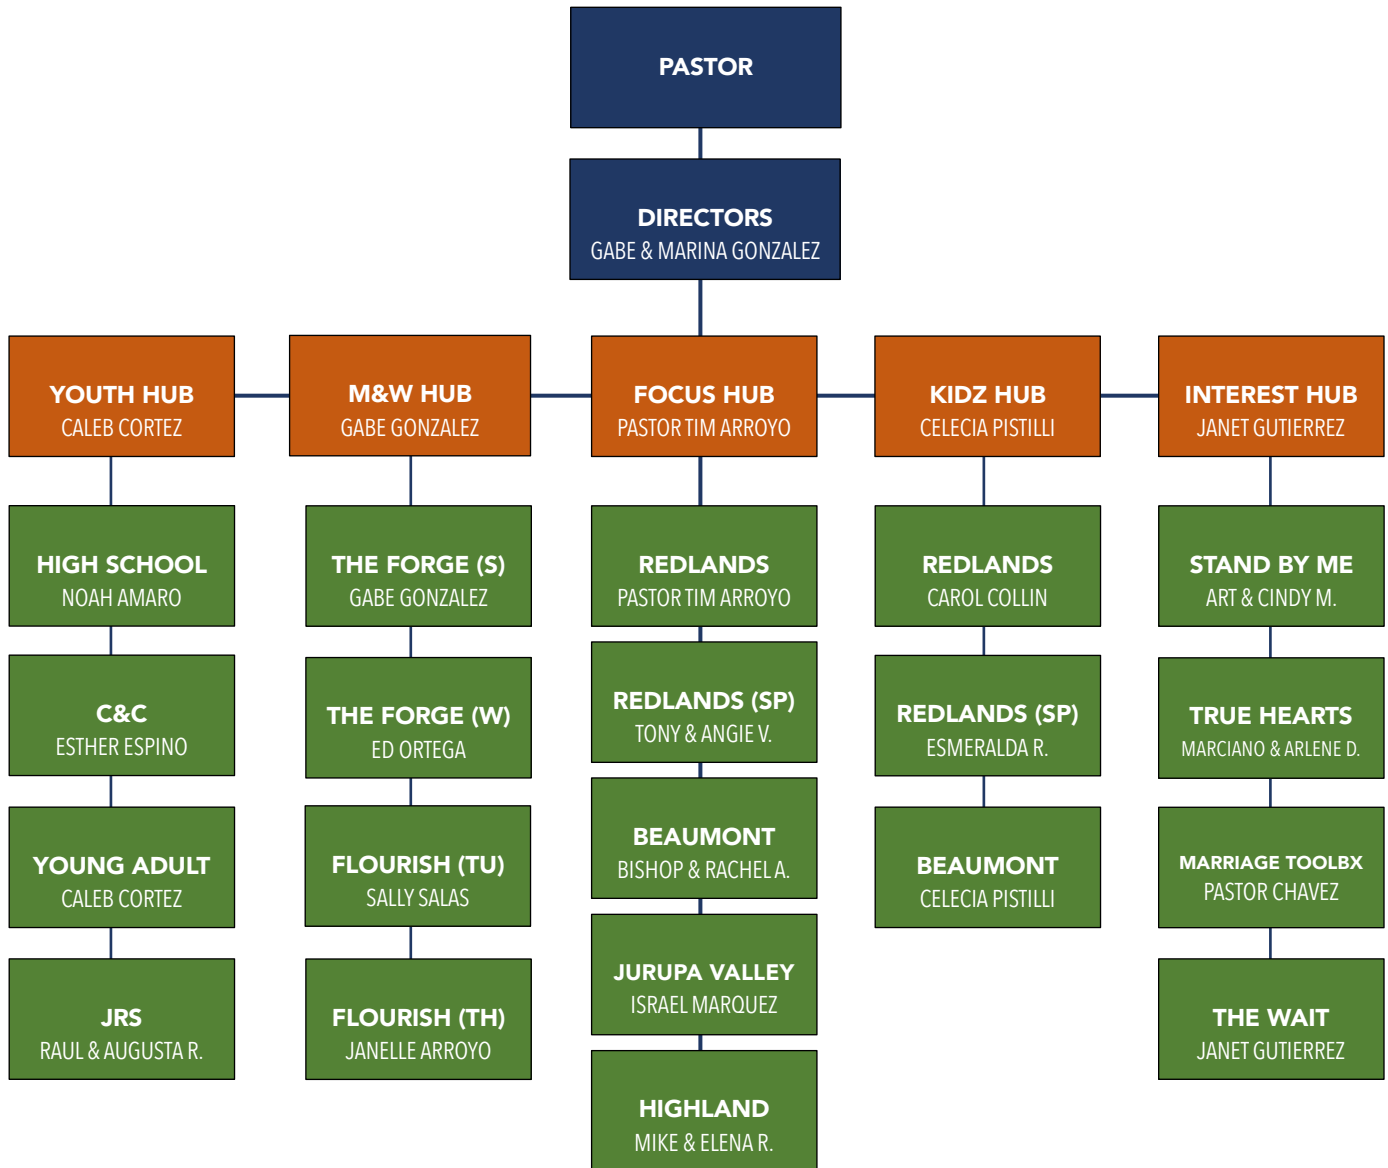 PASTOR
DIRECTORS
GABE & MARINA GONZALEZ
YOUTH HUB
CALEB CORTEZ
M&W HUB
GABE GONZALEZ
FOCUS HUB
PASTOR TIM ARROYO
KIDZ HUB
CELECIA PISTILLI
INTEREST HUB
JANET GUTIERREZ
HIGH SCHOOL
NOAH AMARO
C&C
ESTHER ESPINO
YOUNG ADULT
CALEB CORTEZ
JRS
RAUL & AUGUSTA R.
THE FORGE (S)
GABE GONZALEZ
THE FORGE (W)
ED ORTEGA
FLOURISH (TU)
SALLY SALAS
FLOURISH (TH)
JANELLE ARROYO
REDLANDS
PASTOR TIM ARROYO
REDLANDS (SP)
TONY & ANGIE V.
BEAUMONT
BISHOP & RACHEL A.
JURUPA VALLEY
ISRAEL MARQUEZ
HIGHLAND
MIKE & ELENA R.
REDLANDS
CAROL COLLIN
REDLANDS (SP)
ESMERALDA R.
BEAUMONT
CELECIA PISTILLI
STAND BY ME
ART & CINDY M.
TRUE HEARTS
MARCIANO & ARLENE D.
MARRIAGE TOOLBX
PASTOR CHAVEZ
THE WAIT
JANET GUTIERREZ